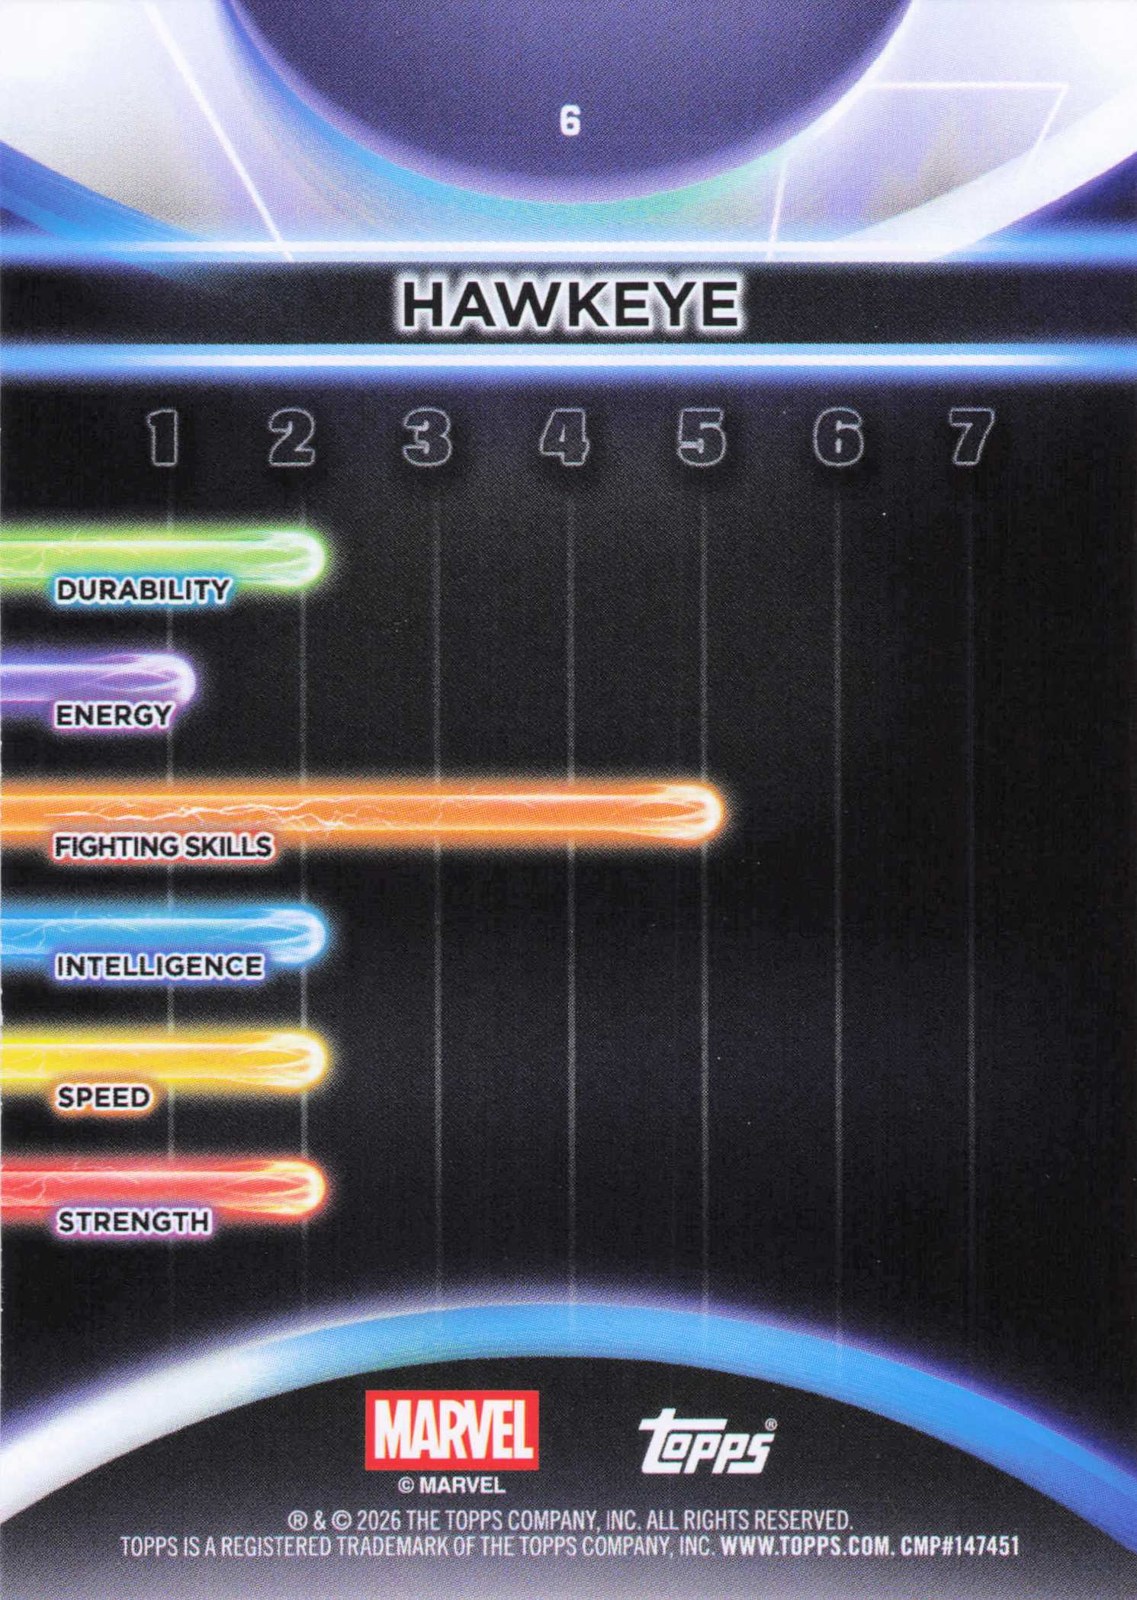 6
HAWKEYE
1 2 3 4 5 6 7
DURABILITY
ENERGY
FIGHTING SKILLS
INTELLIGENCE
SPEED
STRENGTH
MARVEL
© MARVEL
TOPPS®
® & © 2026 THE TOPPS COMPANY, INC. ALL RIGHTS RESERVED.
TOPPS IS A REGISTERED TRADEMARK OF THE TOPPS COMPANY, INC. WWW.TOPPS.COM. CMP#147451